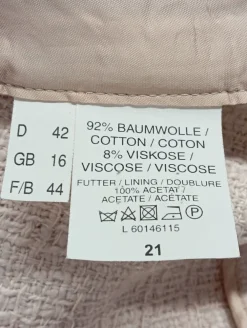 D 42
GB 16
F/B 44
92% BAUMWOLLE /
COTTON / COTON
8% VISKOSE /
VISCOSE / VISCOSE
FUTTER / LINING / DOUBLURE
100% ACETAT /
ACETATE / ACÉTATE
L 60146115
21